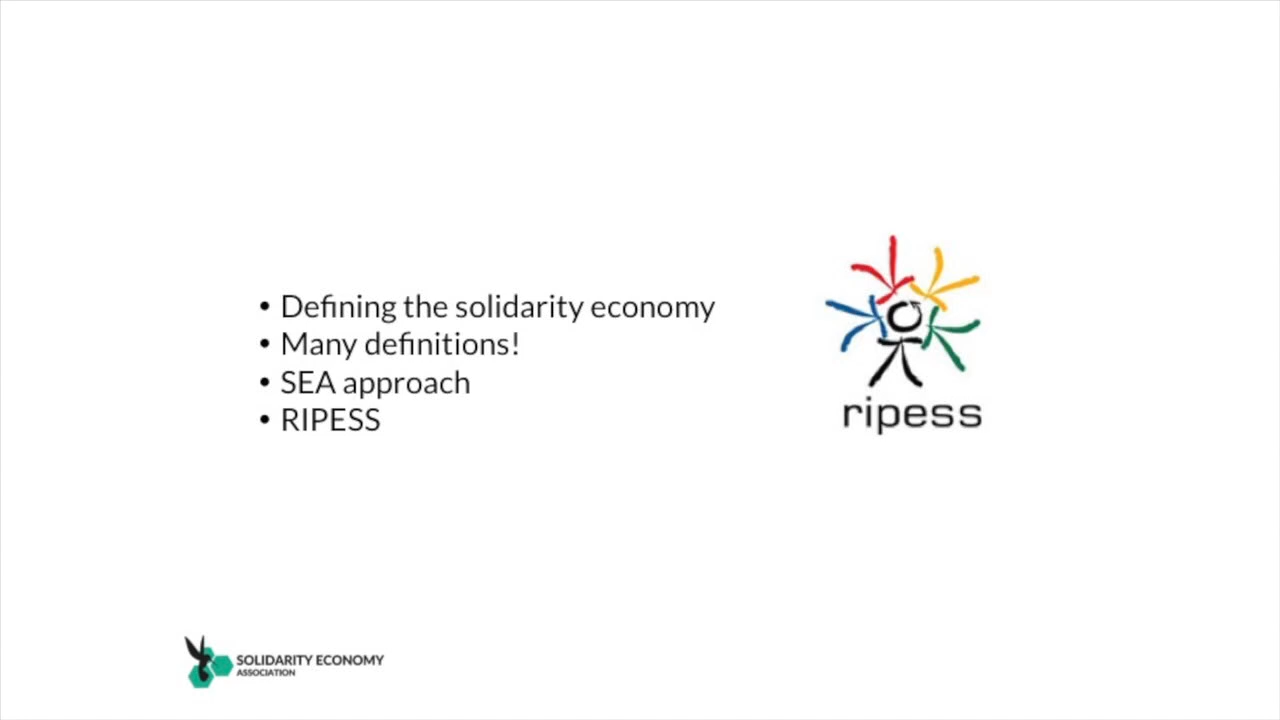 • Defining the solidarity economy
• Many definitions!
• SEA approach
• RIPESS
ripess
SOLIDARITY ECONOMY
ASSOCIATION